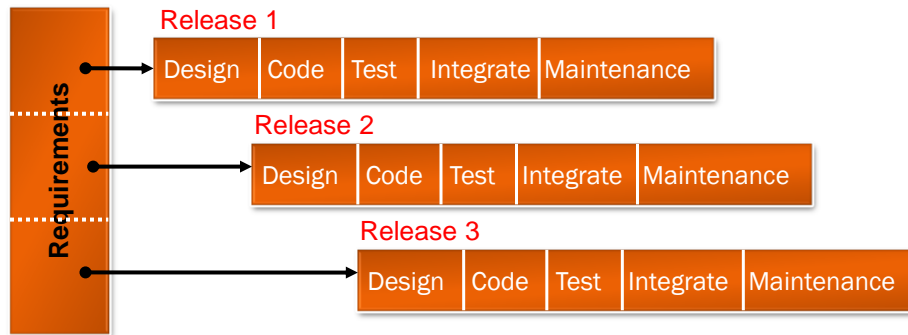 Requirements
Release 1
Design Code Test Integrate Maintenance
Release 2
Design Code Test Integrate Maintenance
Release 3
Design Code Test Integrate Maintenance